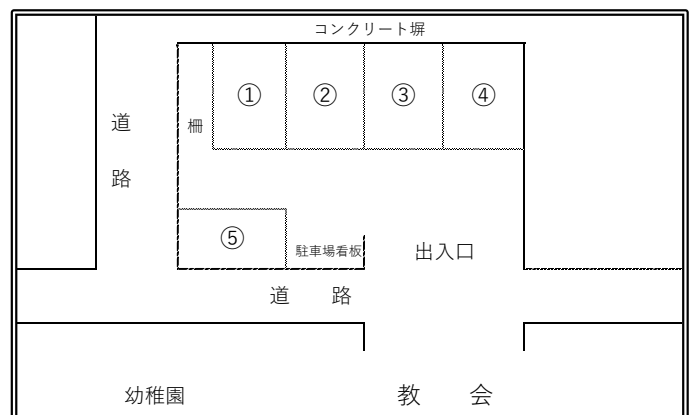 コンクリート塀
① ② ③ ④
道路
柵
⑤
駐車場看板
出入口
道 路
幼稚園
教 会